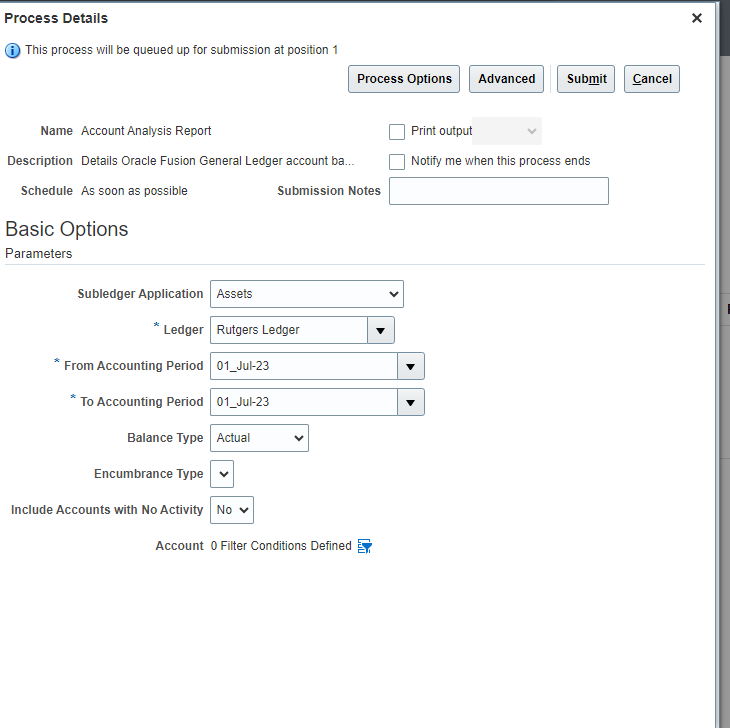 Process Details
This process will be queued up for submission at position 1
Process Options Advanced Submit Cancel
Name Account Analysis Report Print output
Description Details Oracle Fusion General Ledger account ba... Notify me when this process ends
Schedule As soon as possible Submission Notes
Basic Options
Parameters
Subledger Application Assets
* Ledger Rutgers Ledger
* From Accounting Period 01_Jul-23
* To Accounting Period 01_Jul-23
Balance Type Actual
Encumbrance Type
Include Accounts with No Activity No
Account 0 Filter Conditions Defined